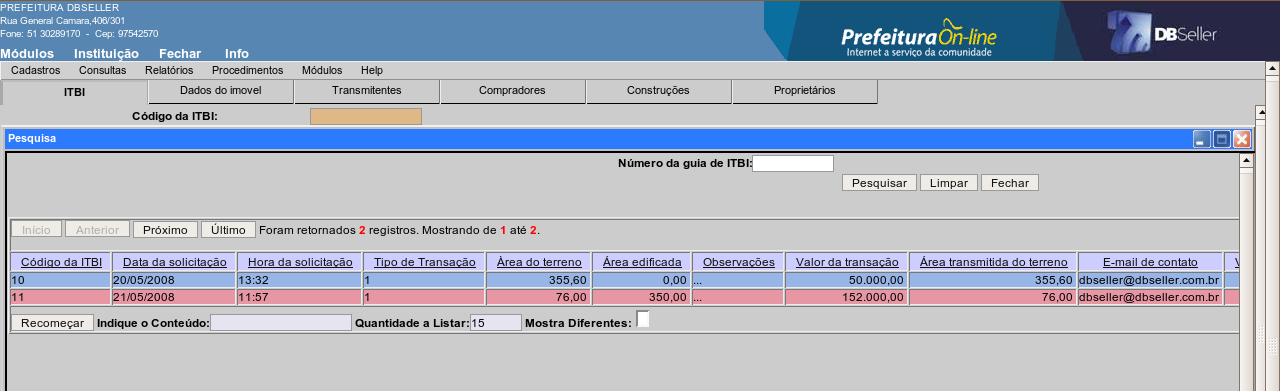 PREFEITURA DBSELLER
Rua General Camara,406/301
Fone: 51 30289170 - Cep: 97542570
Prefeitura On-line
Internet a serviço da comunidade
DBSeller
Módulos Instituição Fechar Info
Cadastros Consultas Relatórios Procedimentos Módulos Help
ITBI Dados do imovel Transmitentes Compradores Construções Proprietários
Código da ITBI:
Pesquisa
Número da guia de ITBI:
Pesquisar Limpar Fechar
Início Anterior Próximo Último Foram retornados 2 registros. Mostrando de 1 até 2.
Código da ITBI Data da solicitação Hora da solicitação Tipo de Transação Àrea do terreno Área edificada Observações Valor da transação Área transmitida do terreno E-mail de contato V
10 20/05/2008 13:32 1 355,60 0,00 ... 50.000,00 355,60 dbseller@dbseller.com.br
11 21/05/2008 11:57 1 76,00 350,00 ... 152.000,00 76,00 dbseller@dbseller.com.br
Recomeçar Indique o Conteúdo: Quantidade a Listar: 15 Mostra Diferentes: